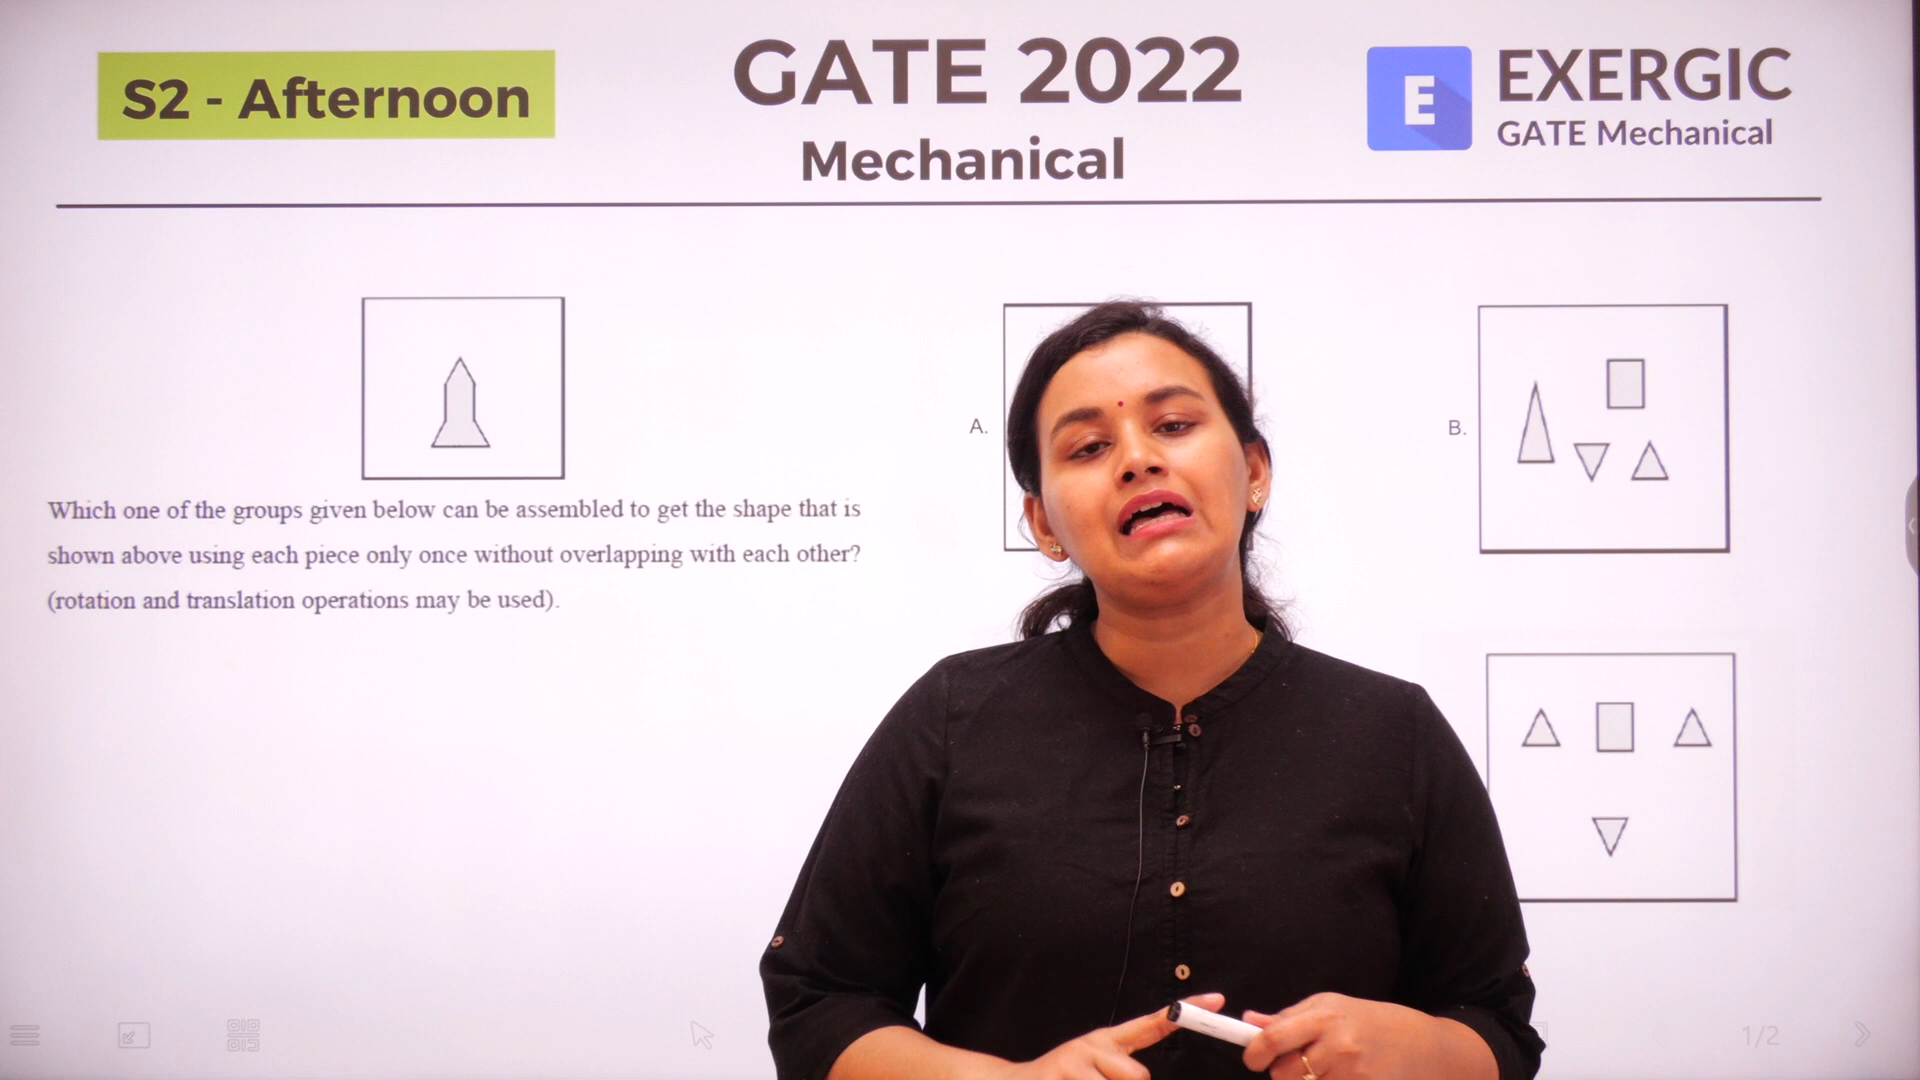 S2 - Afternoon
GATE 2022
Mechanical
E
EXERGIC
GATE Mechanical
A.
B.
Which one of the groups given below can be assembled to get the shape that is
shown above using each piece only once without overlapping with each other?
(rotation and translation operations may be used).
1/2